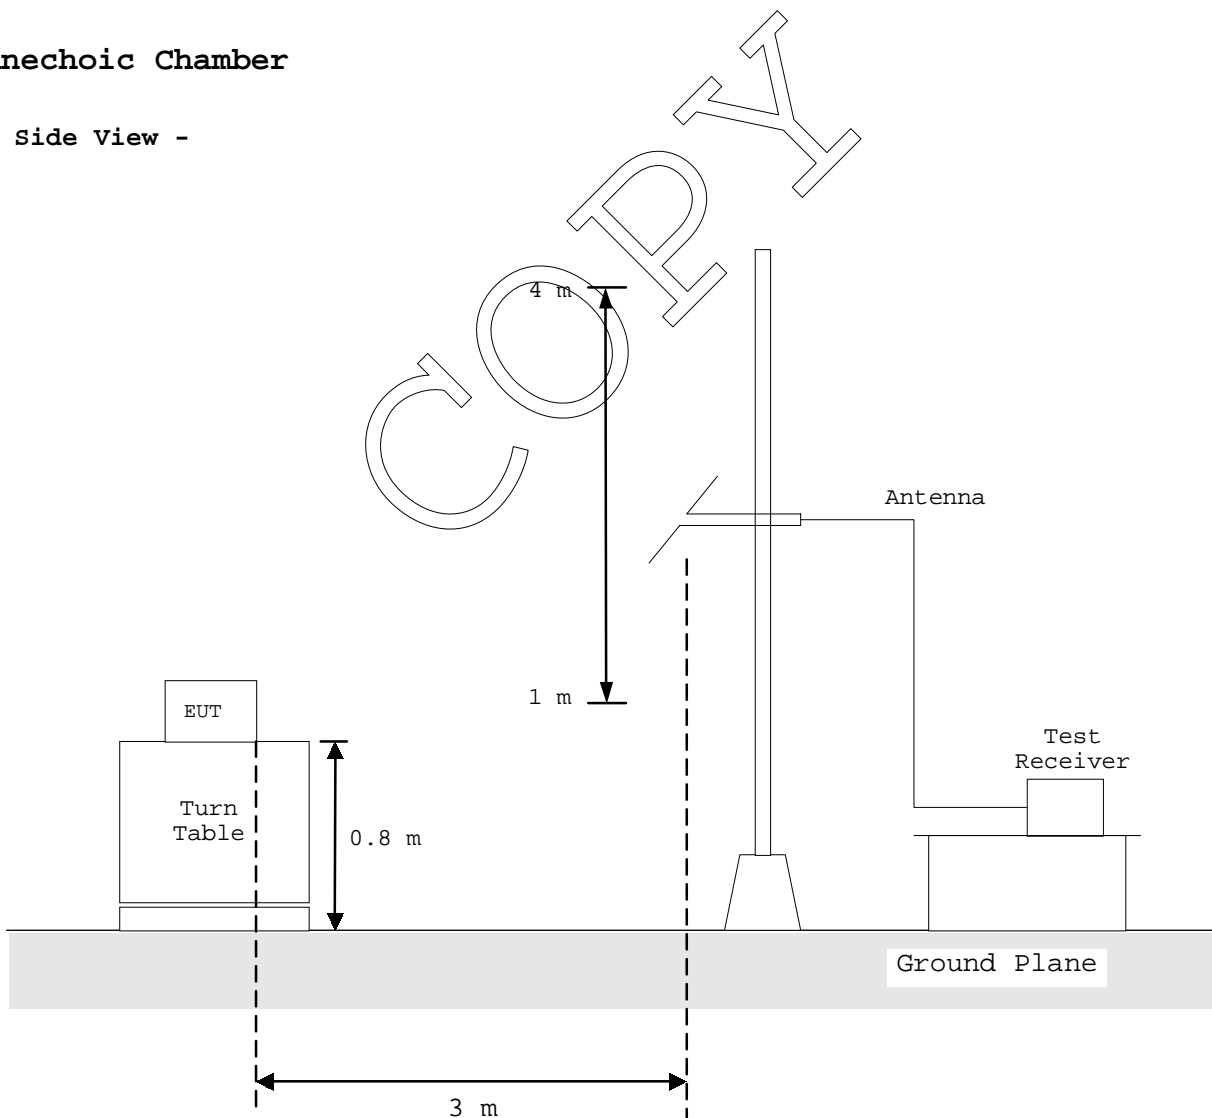 nechoic Chamber
Side View -
COPY
4 m
Antenna
1 m
EUT
Test
Receiver
Turn
Table
0.8 m
Ground Plane
3 m